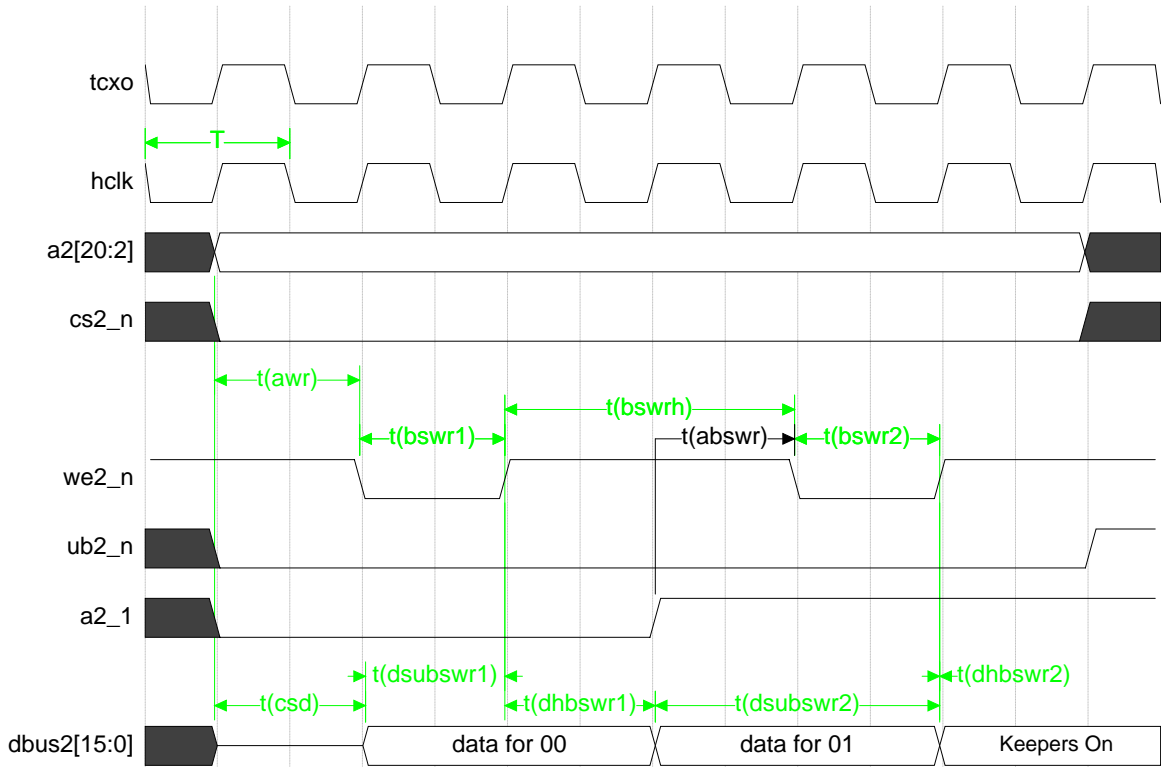 tcxo
T
hclk
a2[20:2]
cs2_n
t(awr)
t(bswrh)
t(bswr1)
t(abswr)
t(bswr2)
we2_n
ub2_n
a2_1
t(dsubswr1)
t(dhbswr2)
t(csd)
t(dhbswr1)
t(dsubswr2)
dbus2[15:0]
data for 00
data for 01
Keepers On